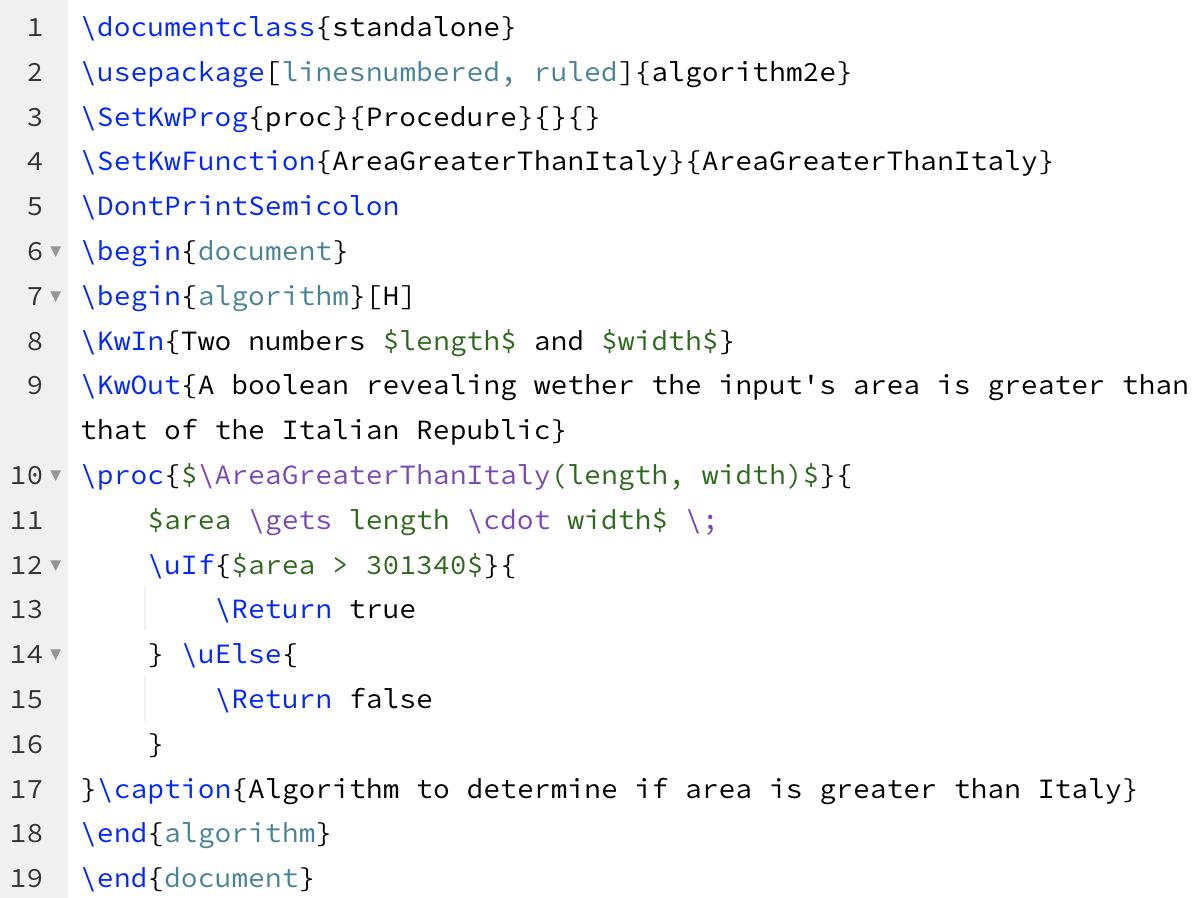 1 \documentclass{standalone}
2 \usepackage[linesnumbered, ruled]{algorithm2e}
3 \SetKwProg{proc}{Procedure}{}{}
4 \SetKwFunction{AreaGreaterThanItaly}{AreaGreaterThanItaly}
5 \DontPrintSemicolon
6 \begin{document}
7 \begin{algorithm}[H]
8 \KwIn{Two numbers $length$ and $width$}
9 \KwOut{A boolean revealing wether the input's area is greater than
that of the Italian Republic}
10 \proc{$\AreaGreaterThanItaly(length, width)$}{
11     $area \gets length \cdot width$ \;
12     \uIf{$area > 301340$}{
13         \Return true
14     } \uElse{
15         \Return false
16     }
17 }\caption{Algorithm to determine if area is greater than Italy}
18 \end{algorithm}
19 \end{document}